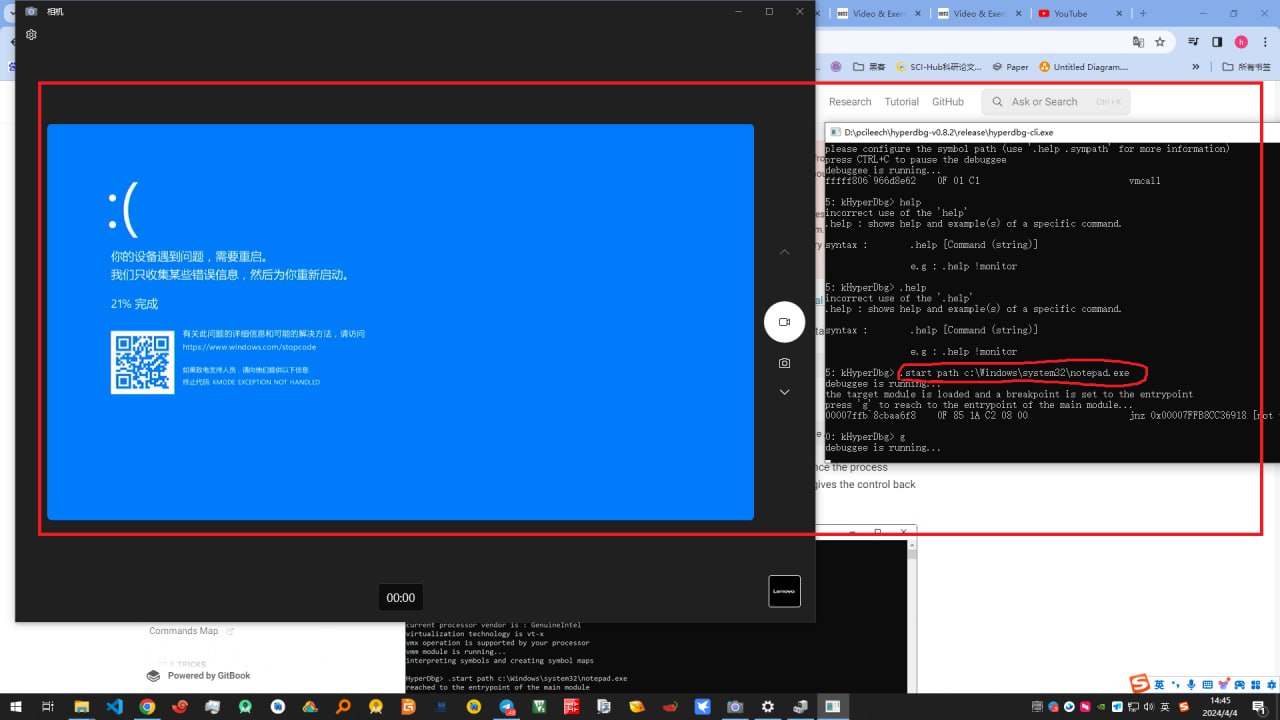 相机
:(
你的设备遇到问题，需要重启。
我们只收集某些错误信息，然后为你重新启动。
21% 完成
有关此问题的详细信息和可能的解决方法，请访问
https://www.windows.com/stopcode
如果致电支持人员，请向他们提供以下信息:
终止代码: KMODE EXCEPTION NOT HANDLED
00:00
Lenovo
YouTube
黑客
SCI-Hub科研论文...
Paper
Untitled Diagram....
所有书签
Research Tutorial GitHub
Ask or Search Ctrl+K
D:\pcileech\hyperdbg-v0.8.2\release\hyperdbg-cli.exe
please configure the symbol path (use '.help .sympath' for more information)
press CTRL+C to pause the debuggee
debuggee is running...
fffff806`966d8e62 0F 01 C1 vmcall
5: kHyperDbg> help
incorrect use of the 'help'
.help : shows help and example(s) of a specific command.
syntax : .help [Command (string)]
e.g : .help !monitor
5: kHyperDbg> .help
incorrect use of the '.help'
.help : shows help and example(s) of a specific command.
syntax : .help [Command (string)]
e.g : .help !monitor
5: kHyperDbg> .start path c:\Windows\system32\notepad.exe
debuggee is running...
the target module is loaded and a breakpoint is set to the entrypoint
press 'g' to reach to the entrypoint of the main module...
00007ffb`8cbaa6f8 0F 85 1A C2 08 00 jnz 0x00007FFB8CC36918 [not
0: kHyperDbg> g
debuggee is running...
nce the process
gives the control back
Commands Map
& TRICKS
Powered by GitBook
current processor vendor is : GenuineIntel
virtualization technology is vt-x
vmx operation is supported by your processor
vmm module is running...
interpreting symbols and creating symbol maps
HyperDbg> .start path c:\Windows\system32\notepad.exe
reached to the entrypoint of the main module
14:45
2024/4/4